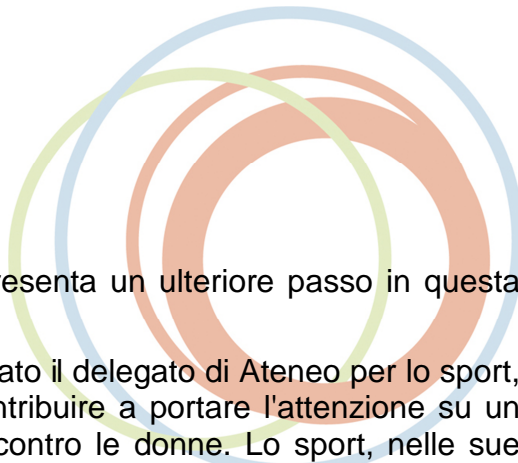 resenta un ulteriore passo in questa
ato il delegato di Ateneo per lo sport,
ntribuire a portare l'attenzione su un
contro le donne. Lo sport, nelle sue